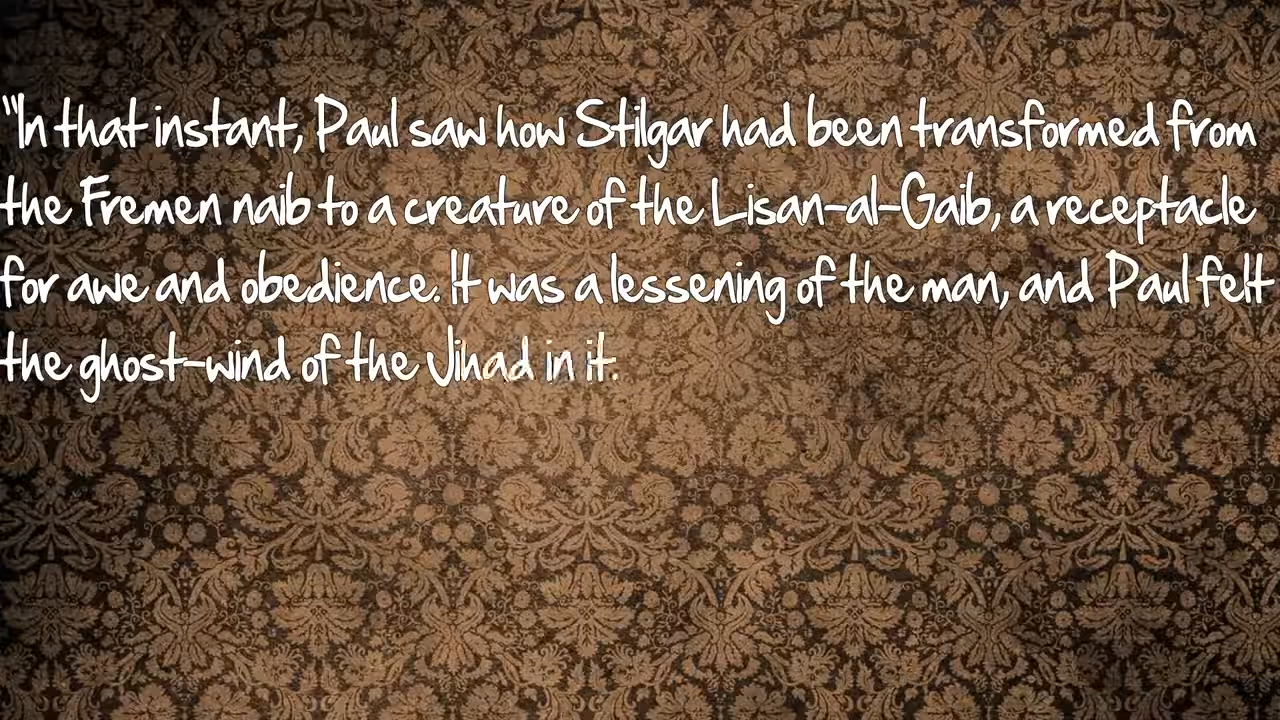 “In that instant, Paul saw how Stilgar had been transformed from
the Fremen naib to a creature of the Lisan-al-Gaib, a receptacle
for awe and obedience. It was a lessening of the man, and Paul felt
the ghost-wind of the Jihad in it.